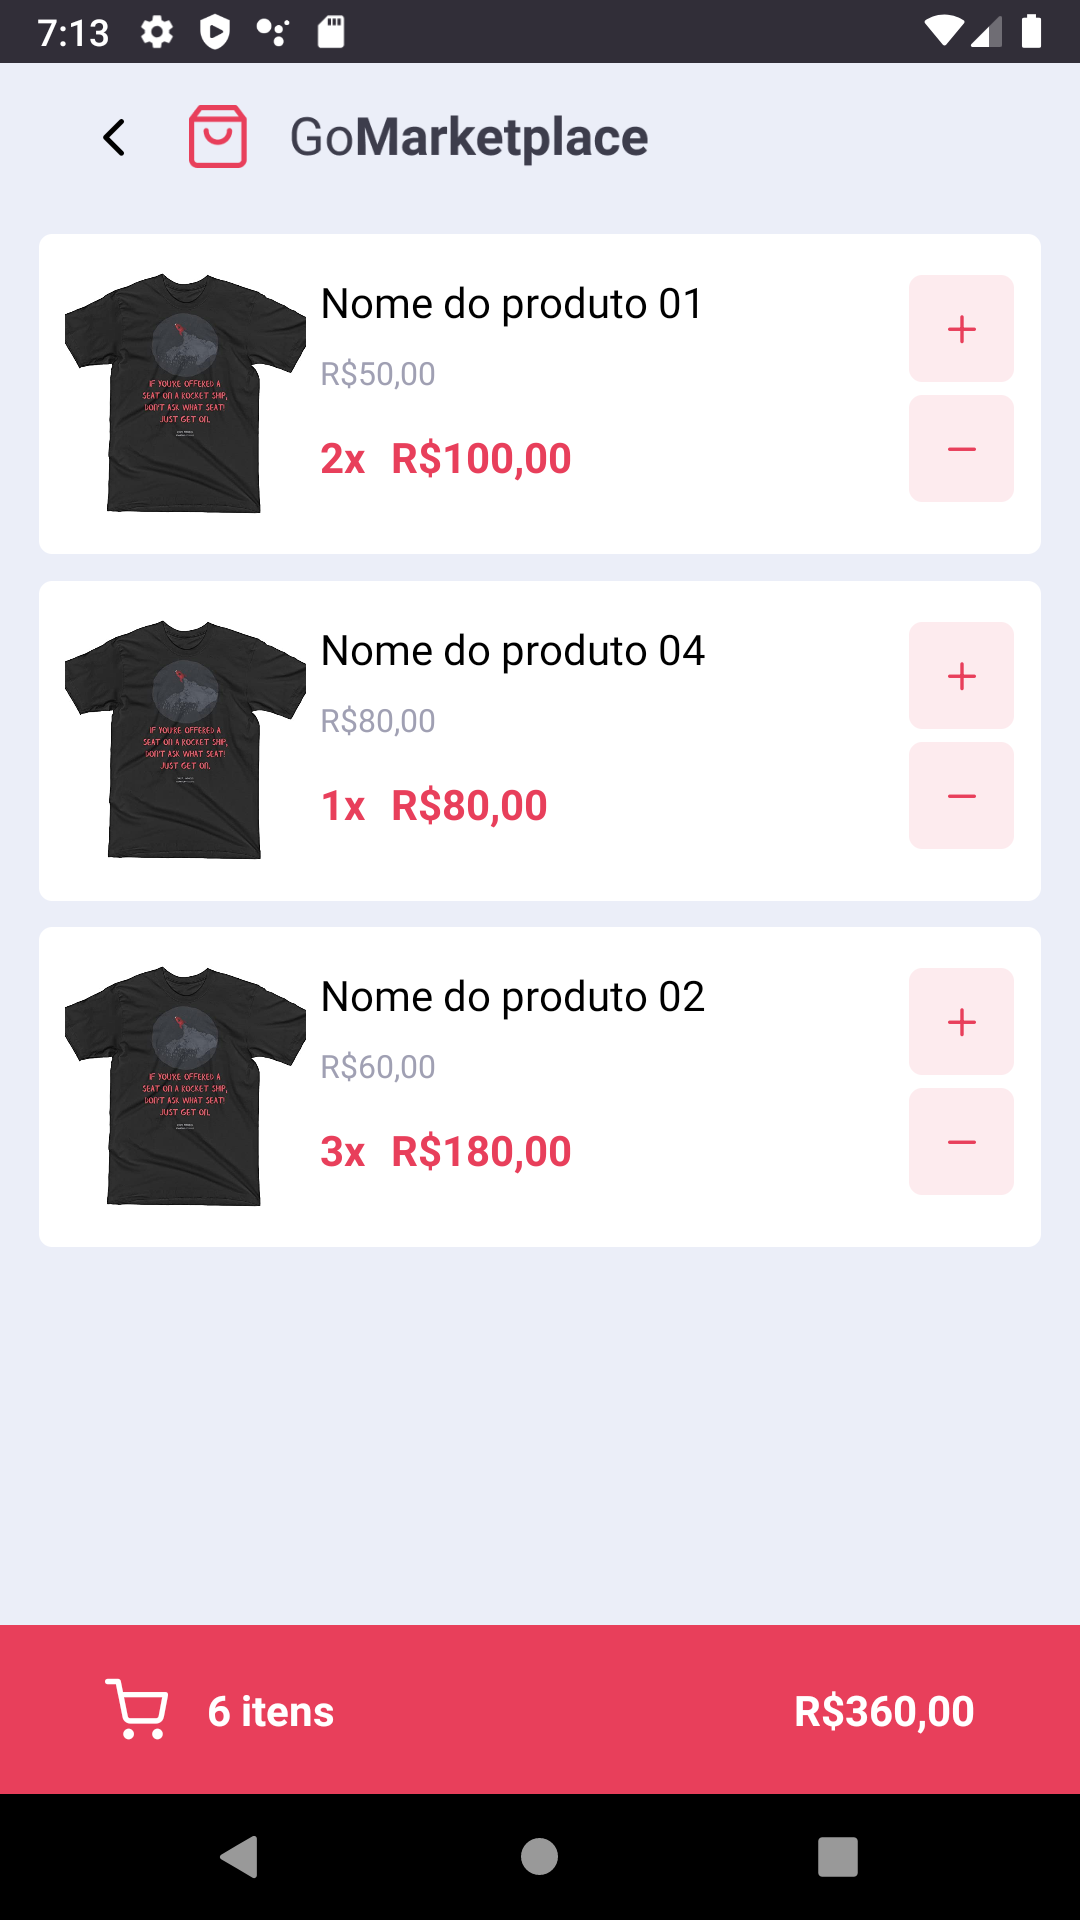 7:13
GoMarketplace
Nome do produto 01
R$50,00
2x R$100,00
IF YOU'RE OFFERED A
SEAT ON A ROCKET SHIP,
DON'T ASK WHAT SEAT!
JUST GET ON.
Nome do produto 04
R$80,00
1x R$80,00
IF YOU'RE OFFERED A
SEAT ON A ROCKET SHIP,
DON'T ASK WHAT SEAT!
JUST GET ON.
Nome do produto 02
R$60,00
3x R$180,00
IF YOU'RE OFFERED A
SEAT ON A ROCKET SHIP,
DON'T ASK WHAT SEAT!
JUST GET ON.
6 itens
R$360,00